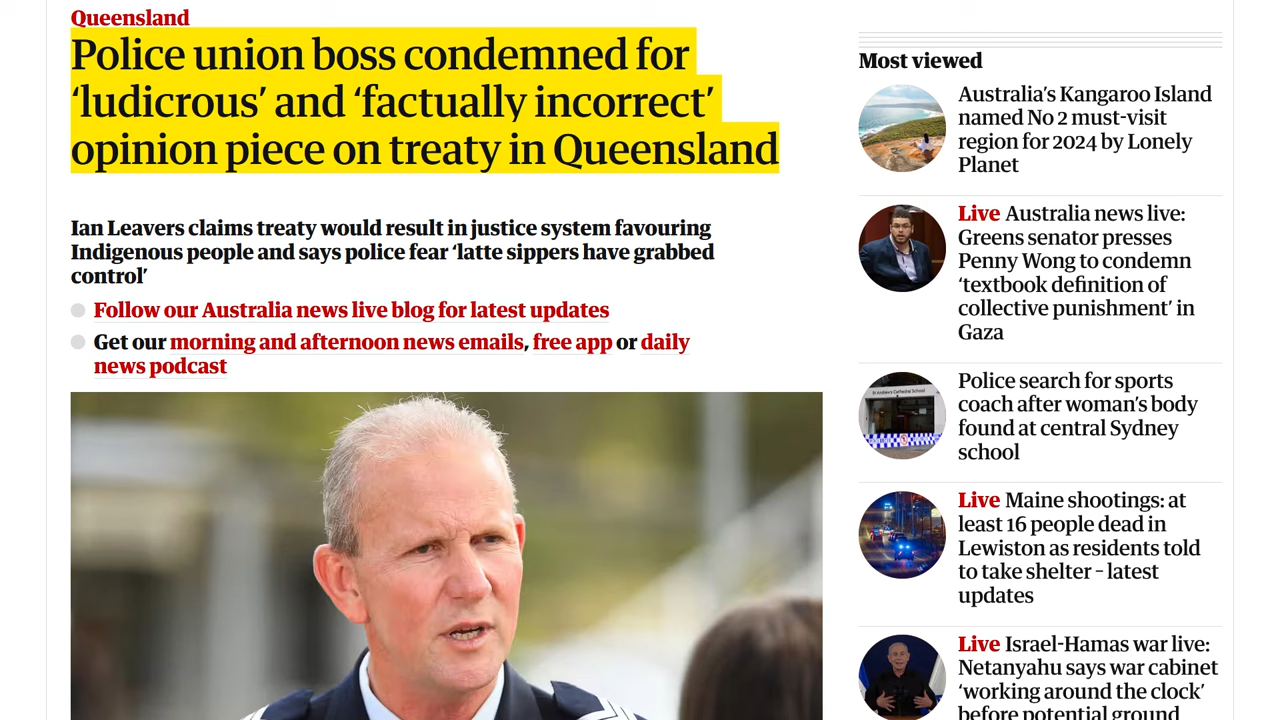 Queensland
Police union boss condemned for
‘ludicrous’ and ‘factually incorrect’
opinion piece on treaty in Queensland
Ian Leavers claims treaty would result in justice system favouring
Indigenous people and says police fear ‘latte sippers have grabbed
control’
Follow our Australia news live blog for latest updates
Get our morning and afternoon news emails, free app or daily
news podcast
Most viewed
Australia’s Kangaroo Island
named No 2 must-visit
region for 2024 by Lonely
Planet
Live Australia news live:
Greens senator presses
Penny Wong to condemn
‘textbook definition of
collective punishment’ in
Gaza
Police search for sports
coach after woman’s body
found at central Sydney
school
Live Maine shootings: at
least 16 people dead in
Lewiston as residents told
to take shelter – latest
updates
Live Israel-Hamas war live:
Netanyahu says war cabinet
‘working around the clock’
before potential ground